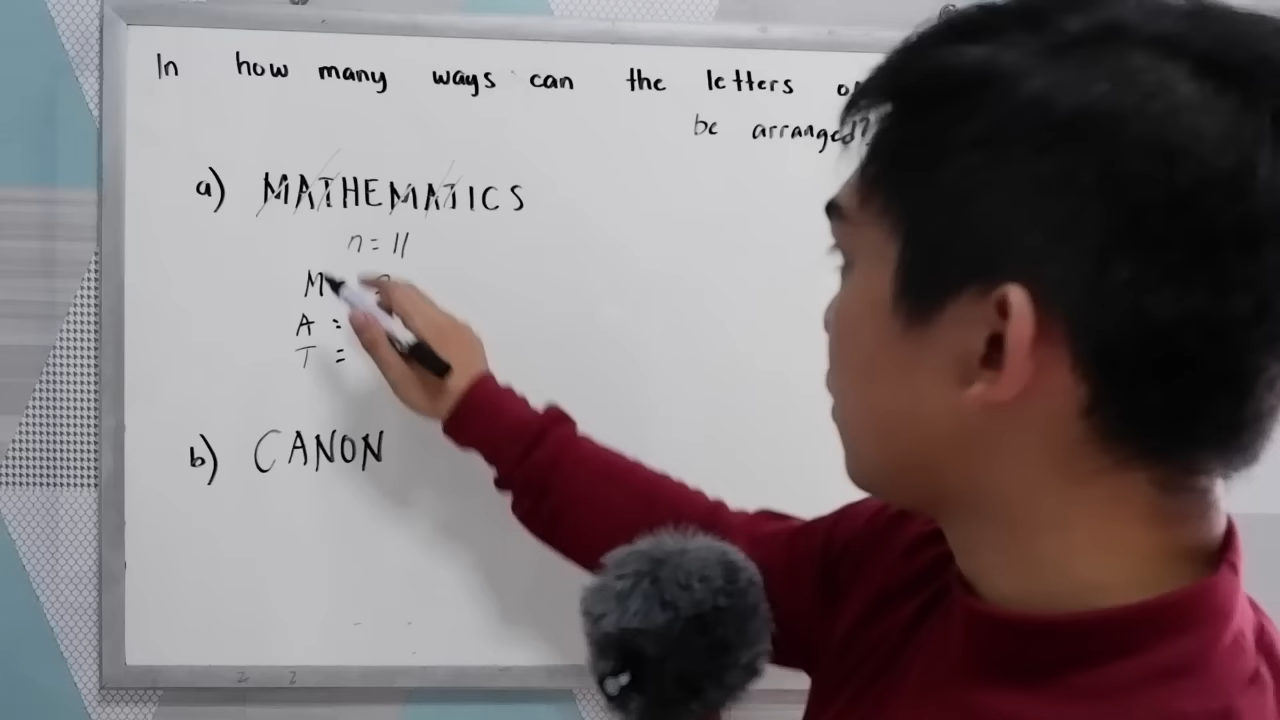 In how many ways can the letters
be arranged?
a) MATHEMATICS
n = 11
M
A =
T =
b) CANON